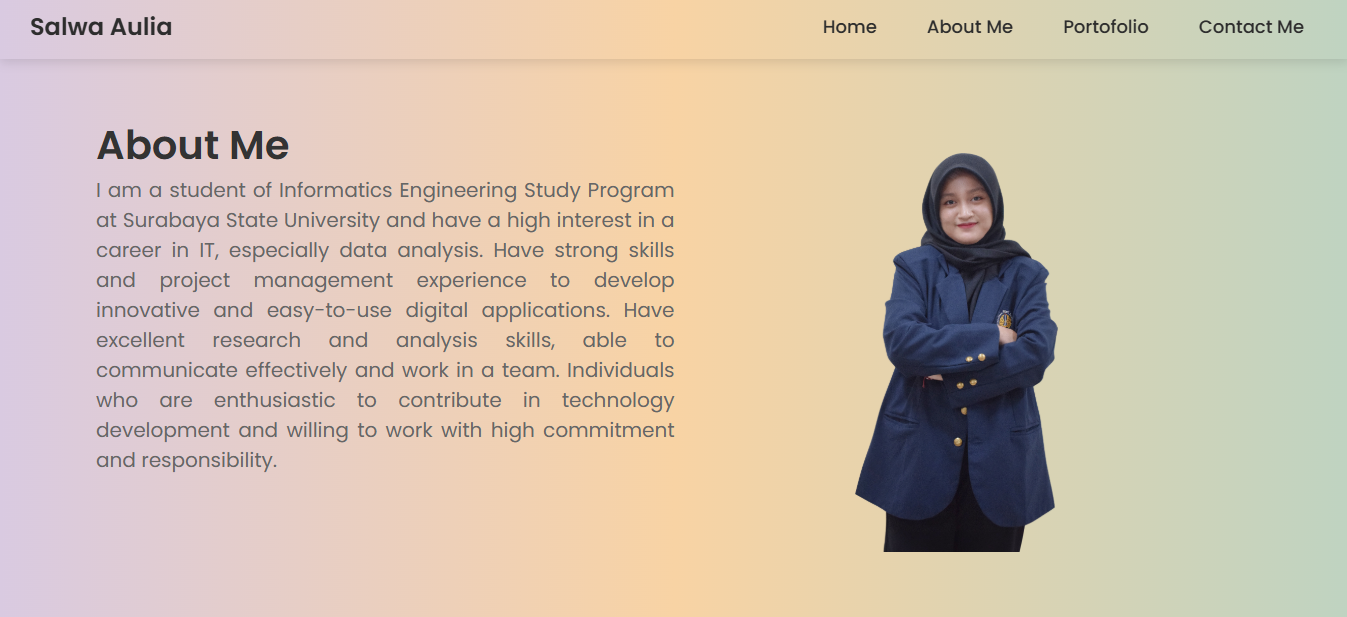 Salwa Aulia
Home
About Me
Portofolio
Contact Me
About Me
I am a student of Informatics Engineering Study Program
at Surabaya State University and have a high interest in a
career in IT, especially data analysis. Have strong skills
and project management experience to develop
innovative and easy-to-use digital applications. Have
excellent research and analysis skills, able to
communicate effectively and work in a team. Individuals
who are enthusiastic to contribute in technology
development and willing to work with high commitment
and responsibility.